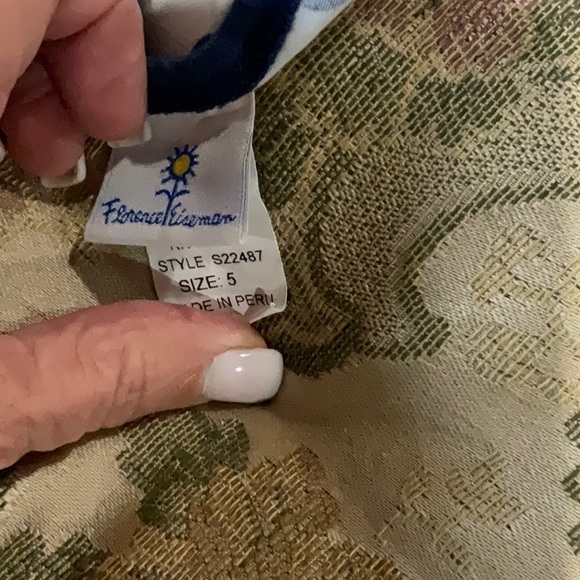 Florence Eiseman
STYLE S22487
SIZE: 5
DE IN PERU